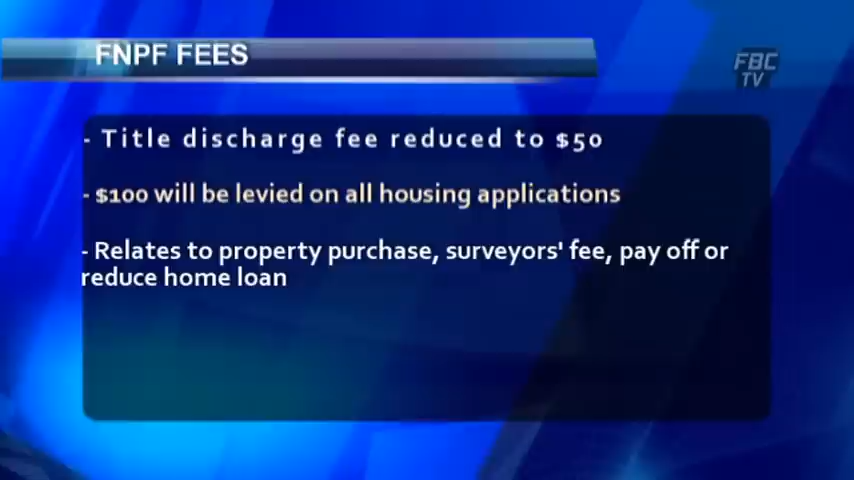 FNPF FEES
FBC
TV
- Title discharge fee reduced to $50
- $100 will be levied on all housing applications
- Relates to property purchase, surveyors' fee, pay off or
reduce home loan